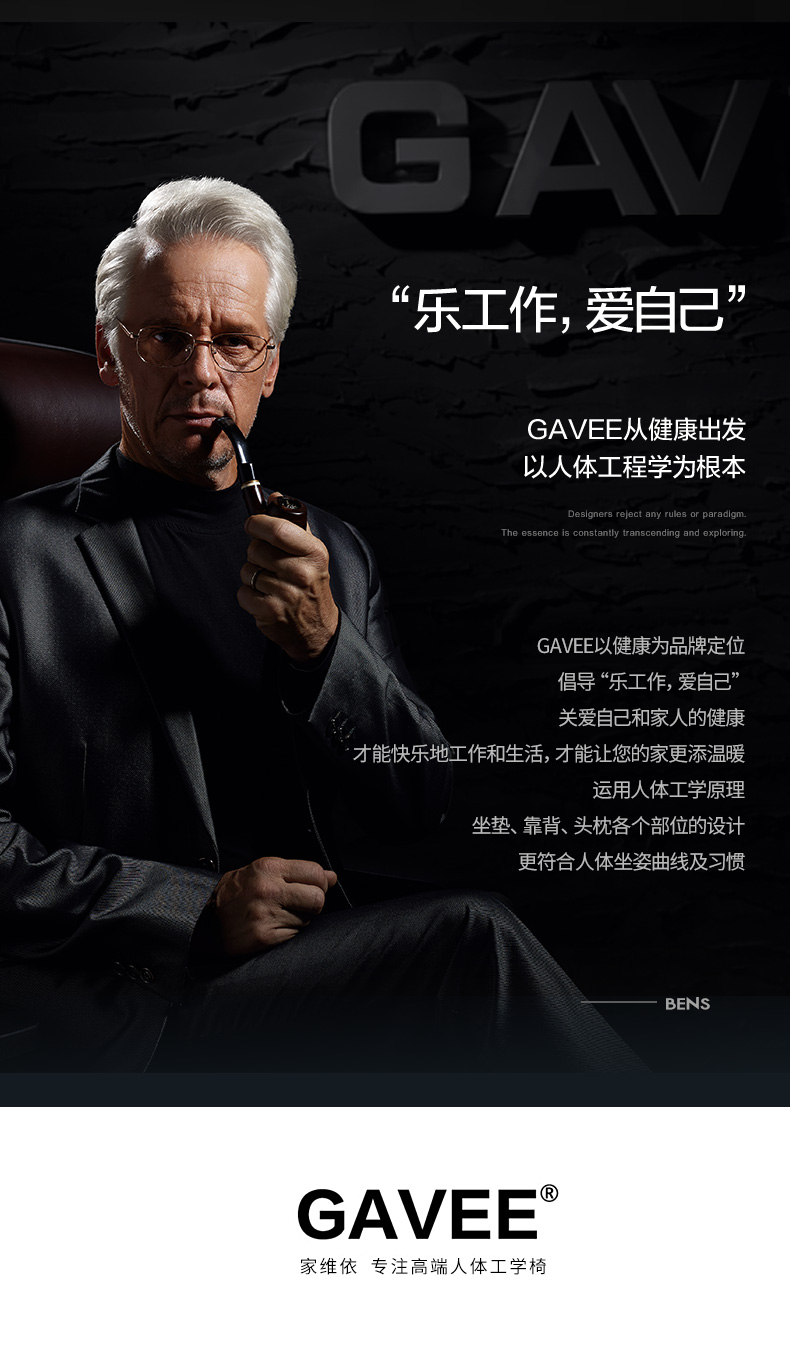 GAV
“乐工作，爱自己”
GAVEE从健康出发
以人体工程学为根本
Designers reject any rules or paradigm.
The essence is constantly transcending and exploring.
GAVEE以健康为品牌定位
倡导“乐工作，爱自己”
关爱自己和家人的健康
才能快乐地工作和生活，才能让您的家更添温暖
运用人体工学原理
坐垫、靠背、头枕各个部位的设计
更符合人体坐姿曲线及习惯
BENS
GAVEE®
家维依 专注高端人体工学椅